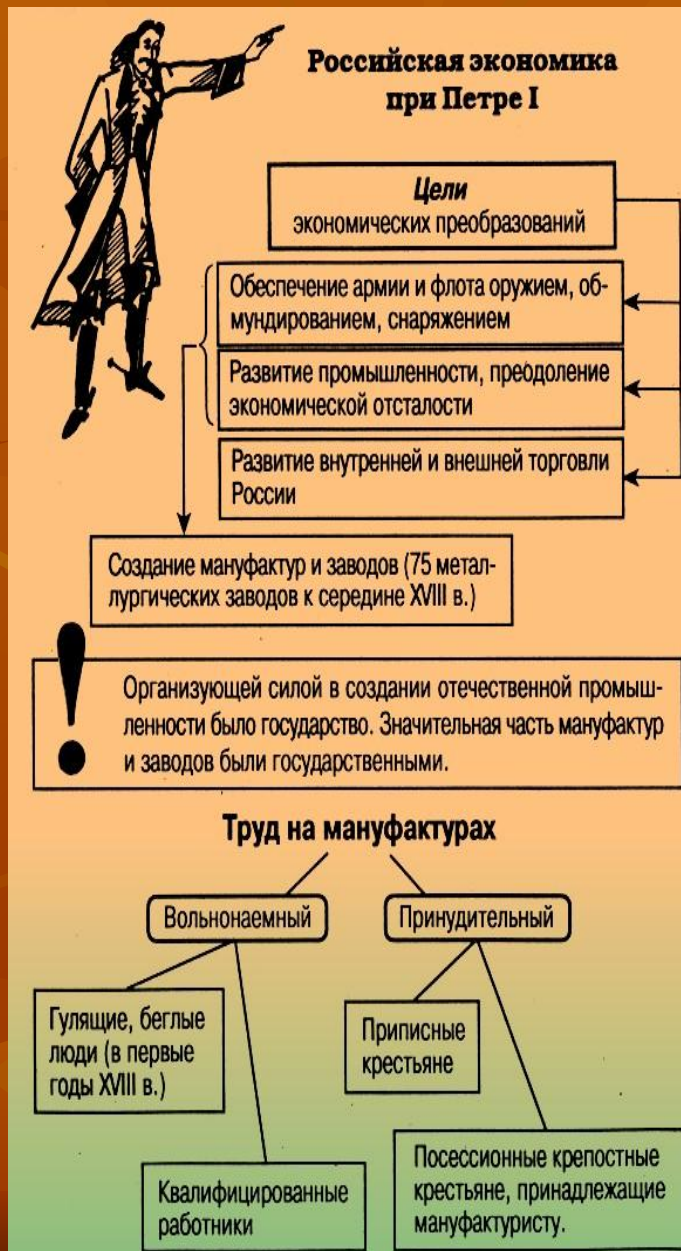 Российская экономика
при Петре I
Цели
экономических преобразований
Обеспечение армии и флота оружием, об-
мундированием, снаряжением
Развитие промышленности, преодоление
экономической отсталости
Развитие внутренней и внешней торговли
России
Создание мануфактур и заводов (75 метал-
лургических заводов к середине XVIII в.)
!
Организующей силой в создании отечественной промыш-
ленности было государство. Значительная часть мануфактур
и заводов были государственными.
Труд на мануфактурах
Вольнонаемный
Принудительный
Гулящие, беглые
люди (в первые
годы XVIII в.)
Приписные
крестьяне
Квалифицированные
работники
Посессионные крепостные
крестьяне, принадлежащие
мануфактуристу.